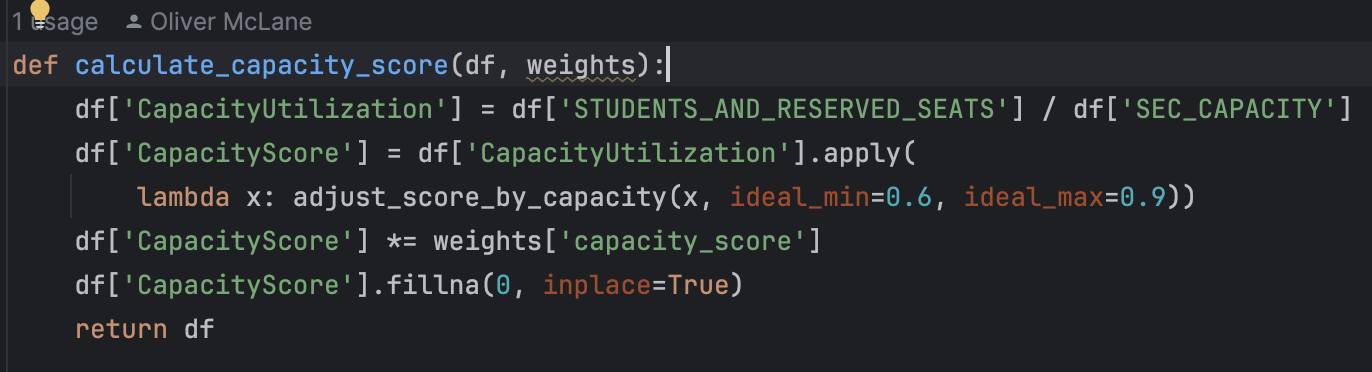 1 usage Oliver McLane
def calculate_capacity_score(df, weights):
    df['CapacityUtilization'] = df['STUDENTS_AND_RESERVED_SEATS'] / df['SEC_CAPACITY']
    df['CapacityScore'] = df['CapacityUtilization'].apply(
        lambda x: adjust_score_by_capacity(x, ideal_min=0.6, ideal_max=0.9))
    df['CapacityScore'] *= weights['capacity_score']
    df['CapacityScore'].fillna(0, inplace=True)
    return df